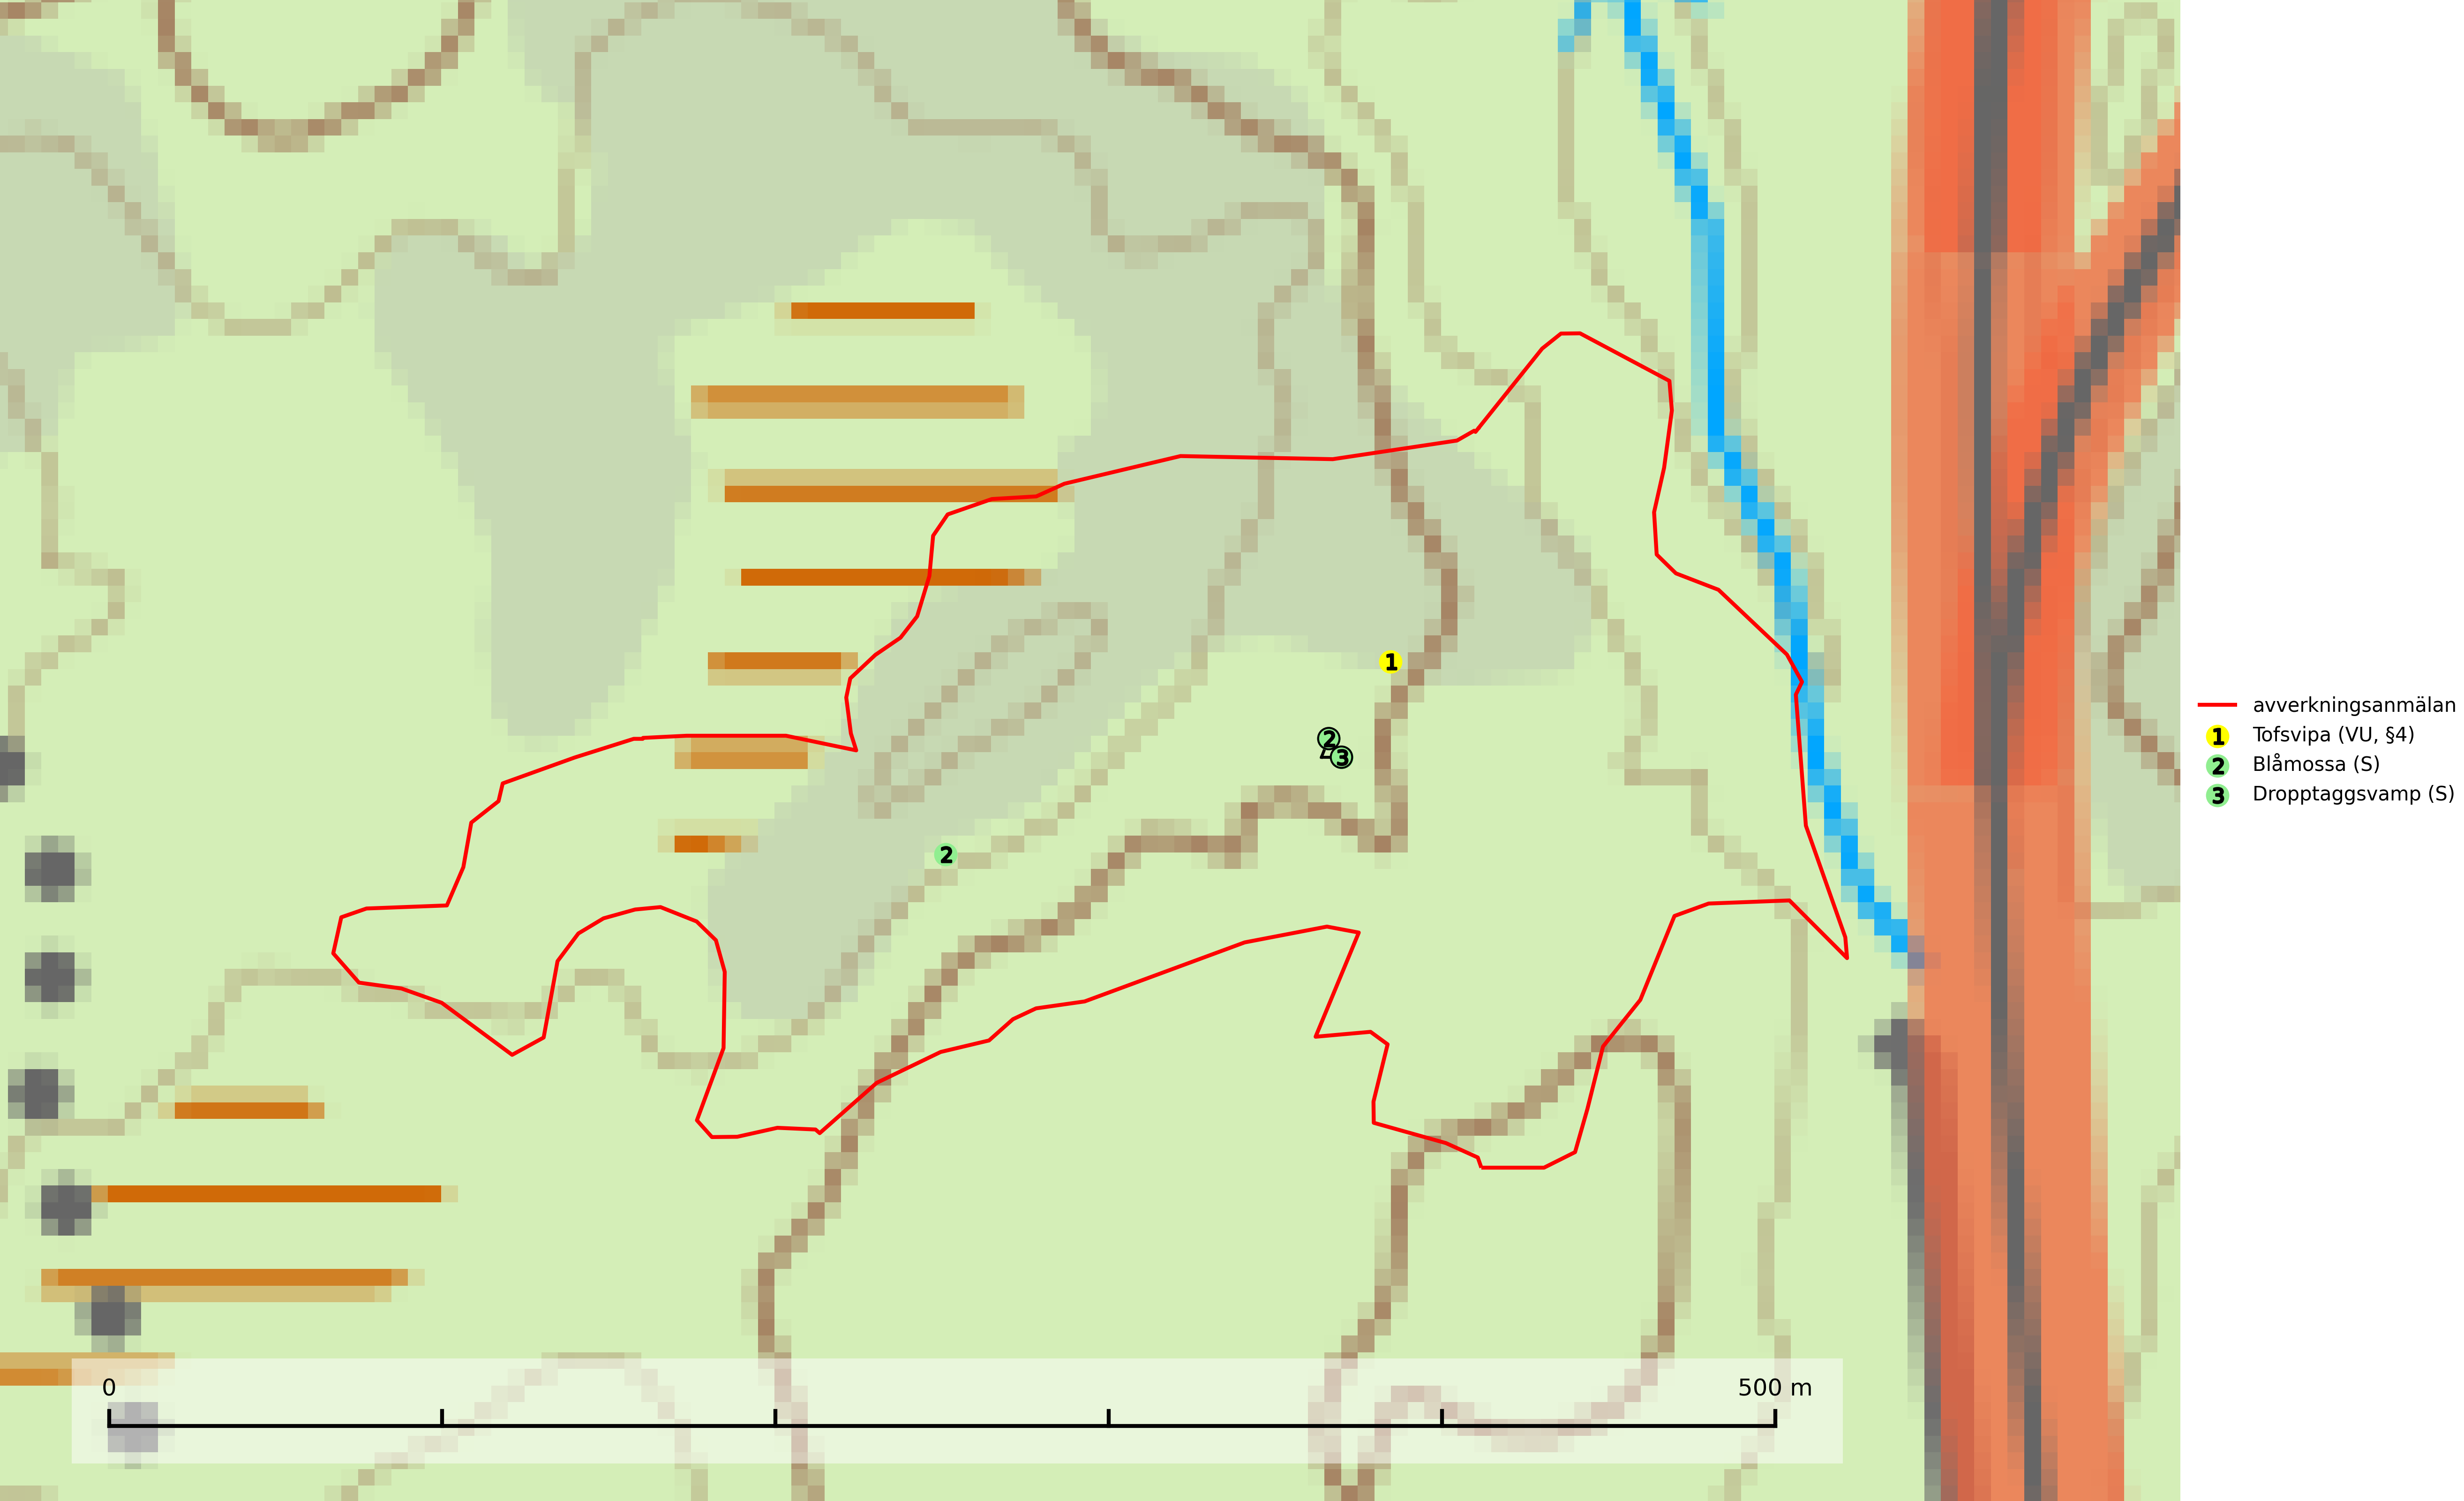 1
2
3
2
avverkningsanmälan
1 Tofsvipa (VU, §4)
2 Blåmossa (S)
3 Dropptaggsvamp (S)
0 500 m